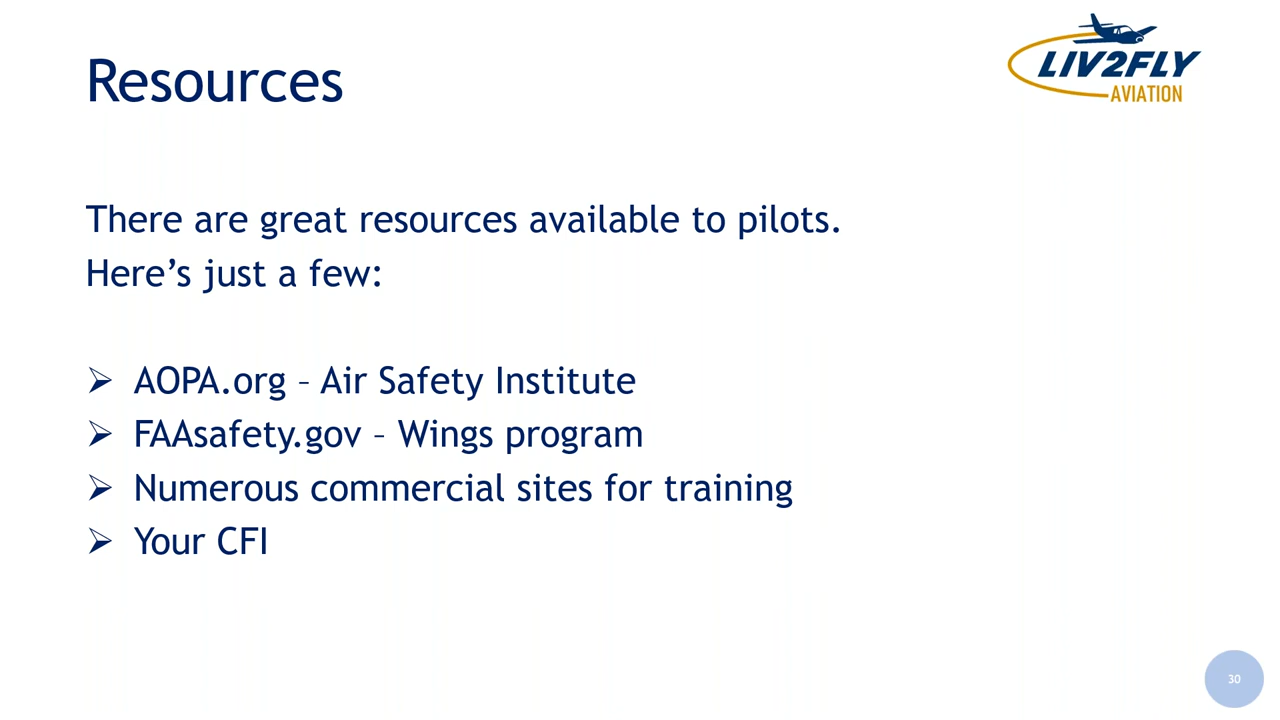 LIV2FLY
AVIATION
Resources
There are great resources available to pilots.
Here’s just a few:
➢ AOPA.org – Air Safety Institute
➢ FAAsafety.gov – Wings program
➢ Numerous commercial sites for training
➢ Your CFI
30